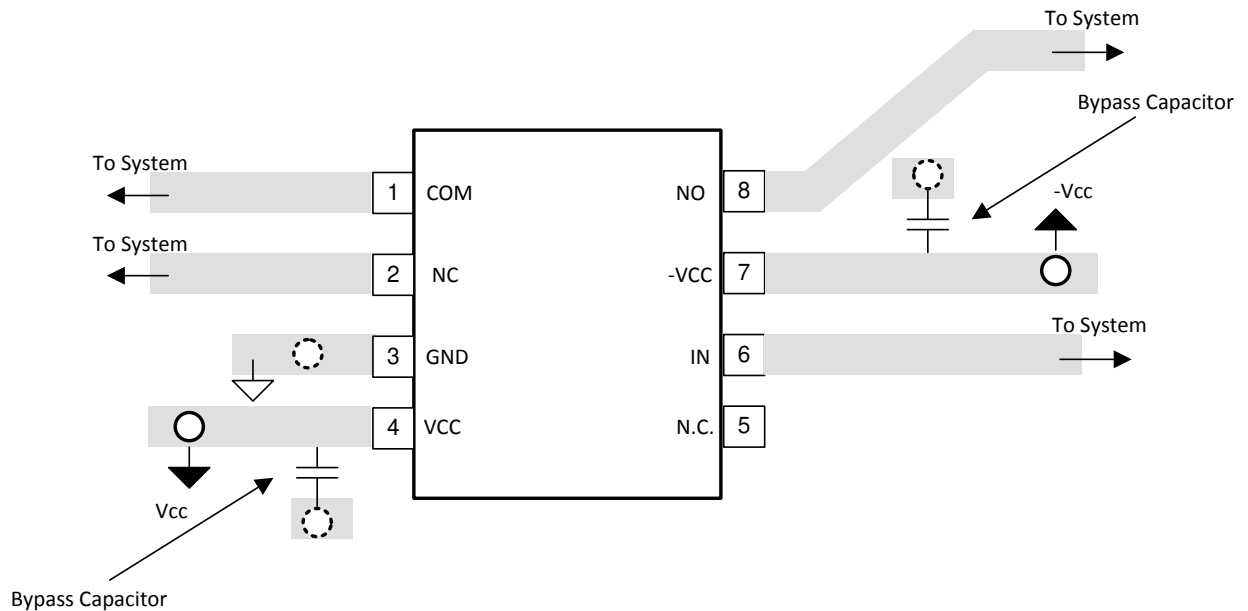 To System
Bypass Capacitor
To System
1 COM
NO 8
-Vcc
To System
2 NC
-VCC 7
To System
3 GND
IN 6
4 VCC
N.C. 5
Vcc
Bypass Capacitor